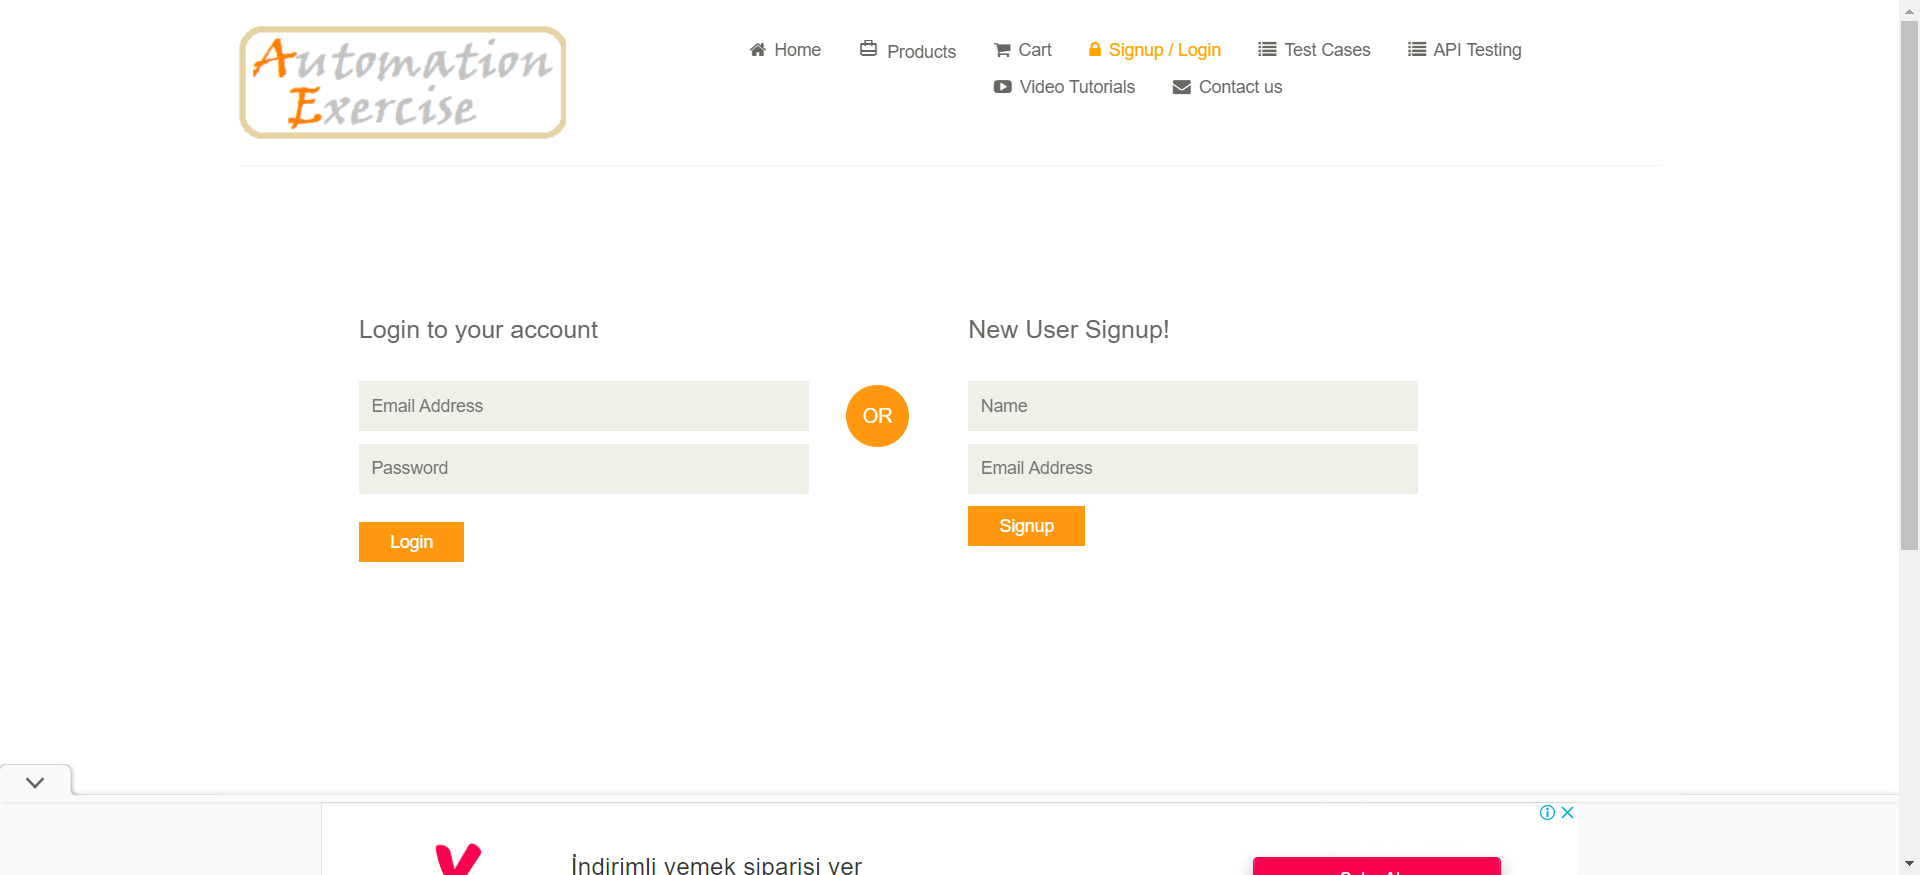 Automation
Exercise
Home
Products
Cart
Signup / Login
Test Cases
API Testing
Video Tutorials
Contact us
Login to your account
Email Address
Password
Login
OR
New User Signup!
Name
Email Address
Signup
İndirimli yemek siparişi ver